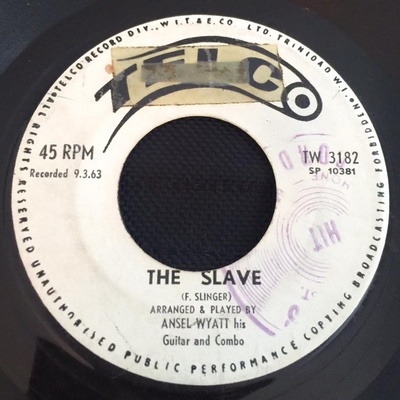 TELCO RECORD DIV., W.I.T. & E. CO LTD. TRINIDAD W.I.
ALL RIGHTS RESERVED UNAUTHORISED PUBLIC PERFORMANCE COPYING BROADCASTING FORBIDDEN
TELCO
45 RPM
Recorded 9.3.63
TW 3182
SP 10381
HIT
THE SLAVE
(F. SLINGER)
ARRANGED & PLAYED BY
ANSEL WYATT his
Guitar and Combo